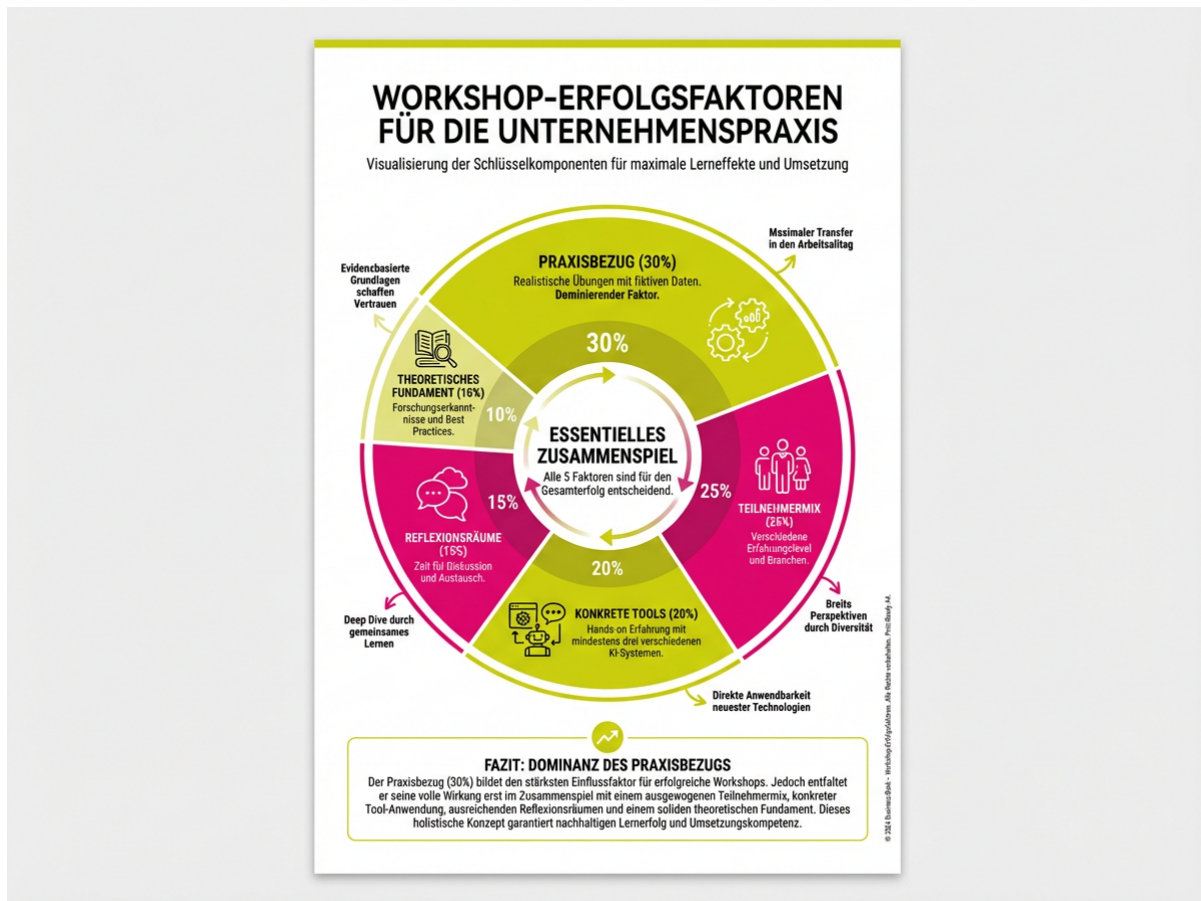 WORKSHOP-ERFOLGSFAKTOREN
FÜR DIE UNTERNEHMENSPRAXIS
Visualisierung der Schlüsselkomponenten für maximale Lerneffekte und Umsetzung
Mssimaler Transfer
in den Arbeitsalitag
Evidencbasierte
Grundlagen
schaffen
Vertrauen
PRAXISBEZUG (30%)
Realistische Übungen mit fiktiven Daten.
Deminierender Faktor.
30%
THEORETISCHES
FUNDAMENT (16%)
Forschungserkannt-
nisse und Best
Practices.
10%
ESSENTIELLES
ZUSAMMENSPIEL
Alle 5 Faktoren sind für den
Gesamterfolg entscheidend.
25%
TEILNEHMERMIX
Verschiedene
und Branchen.
15%
REFLEXIONSRÄUME
Zeit
und Austausch.
20%
KONKRETE TOOLS (20%)
Hands-on Erfahrung mit
mindestens drei verschiedenen
KI-Systemen.
Deep Dive durch
gemeinsames
Lernen
Breits
Perspektiven
durch Diversität
Direkte Anwendbarkeit
neuester Technologien
FAZIT: DOMINANZ DES PRAXISBEZUGS
Der Praxisbezug (30%) bildet den stärksten Einflussfaktor für erfolgreiche Workshops. Jedoch entfaltet
er seine volle Wirkung erst im Zusammenspiel mit einem ausgewogenen Teilnehmermix, konkreter
Tool-Anwendung, ausreichenden Reflexionsräumen und einem soliden theoretischen Fundament. Dieses
holistische Konzept garantiert nachhaltigen Lernerfolg und Umsetzungskompetenz.